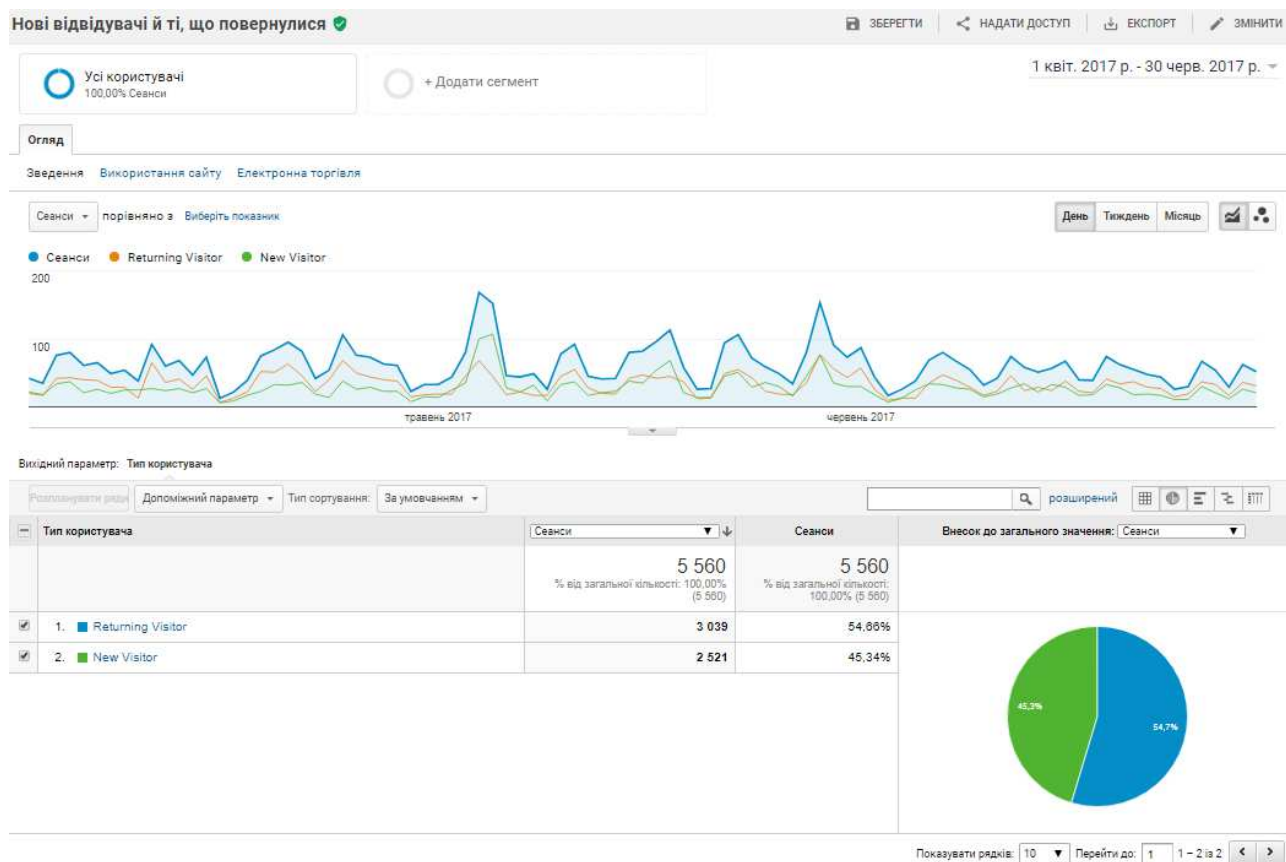 Нові відвідувачі й ті, що повернулися
ЗБЕРЕГТИ НАДАТИ ДОСТУП ЕКСПОРТ ЗМІНИТИ
Усі користувачі
100,00% Сеанси
+ Додати сегмент
1 квіт. 2017 р. - 30 черв. 2017 р.
Огляд
Зведення Використання сайту Електронна торгівля
Сеанси порівняно з Виберіть показник
День Тиждень Місяць
Сеанси Returning Visitor New Visitor
200
100
травень 2017 червень 2017
Вихідний параметр: Тип користувача
Розпланувати ряди Допоміжний параметр Тип сортування: За умовчанням розширений
Тип користувача Сеанси Сеанси Внесок до загального значення: Сеанси
5 560 5 560
% від загальної кількості: 100,00% (5 560) % від загальної кількості: 100,00% (5 560)
1. Returning Visitor 3 039 54,66%
2. New Visitor 2 521 45,34%
45,3%
54,7%
Показувати рядків: 10 Перейти до: 1 1 – 2 із 2